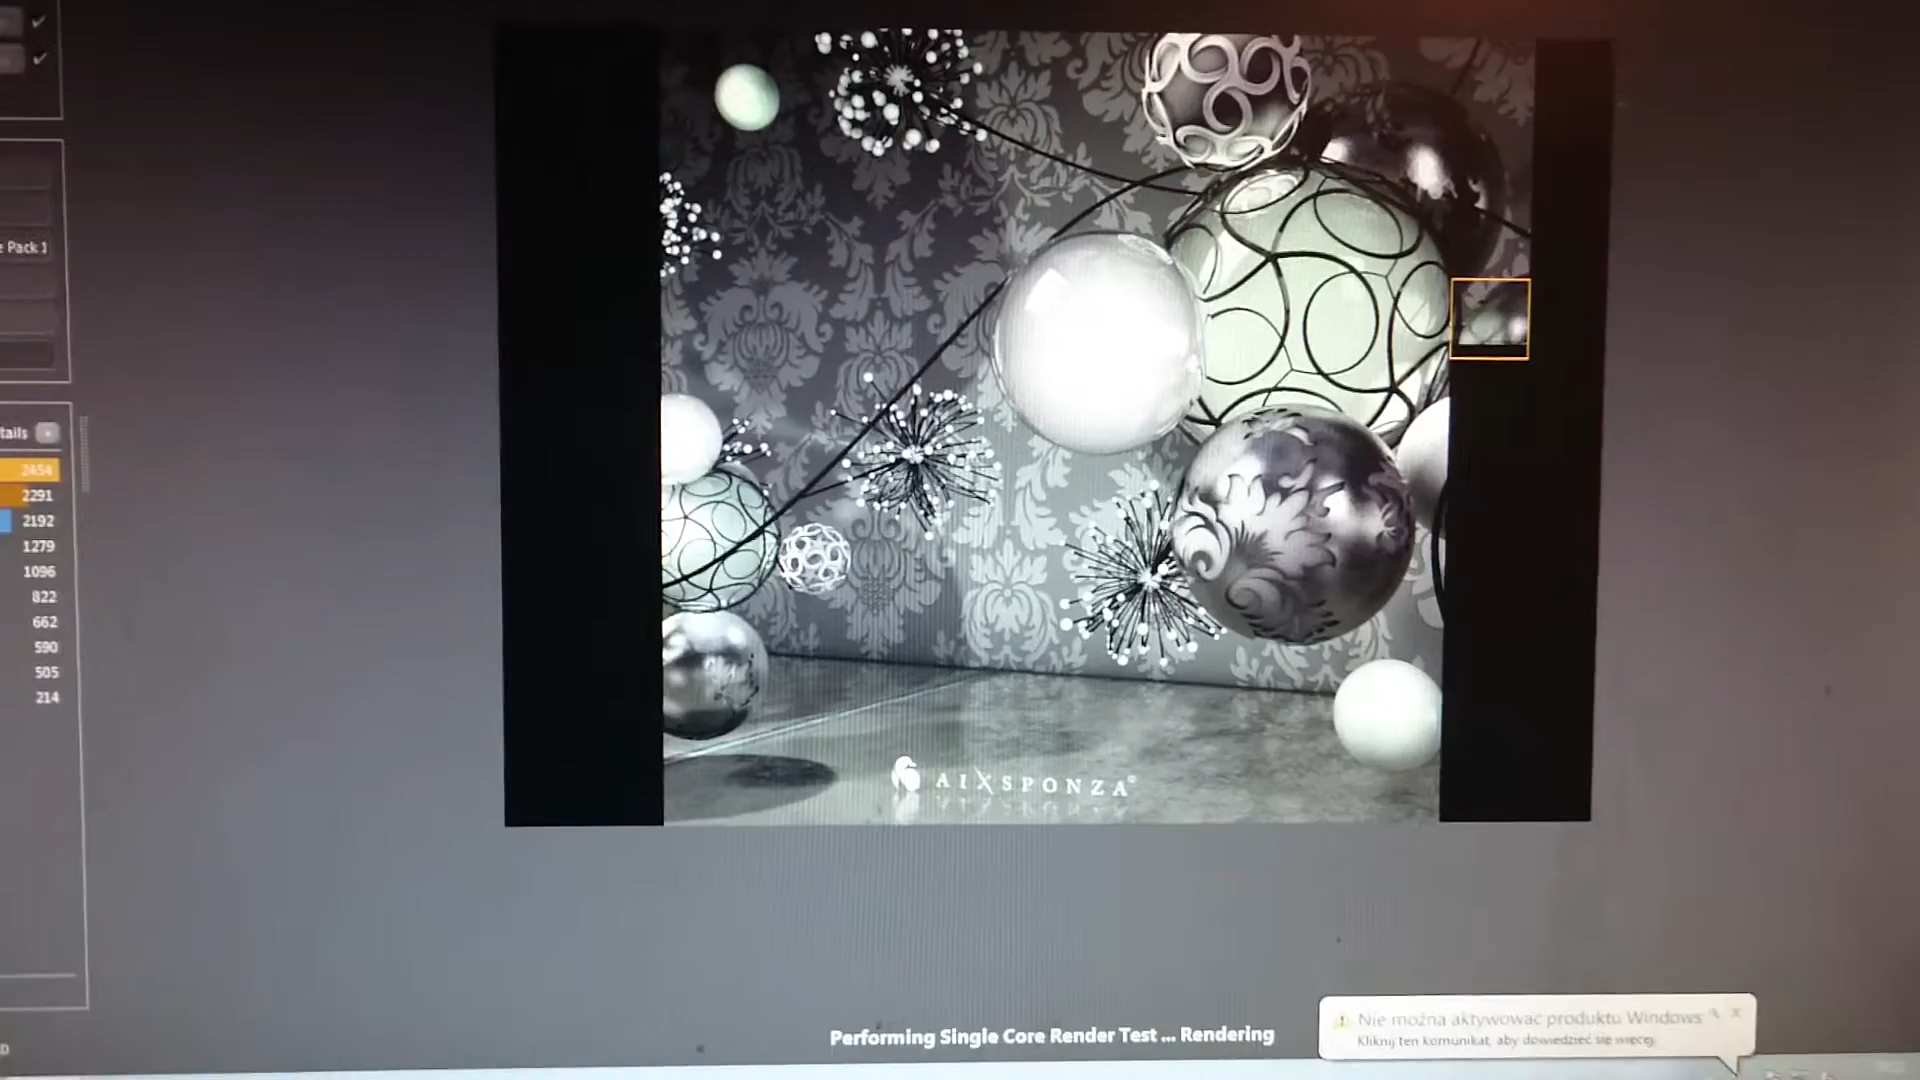 e Pack 1
tails
2454
2291
2192
1279
1096
822
662
590
505
214
AIXSPONZA®
Performing Single Core Render Test ... Rendering
Nie można aktywować produktu Windows
Kliknij ten komunikat, aby dowiedzieć się więcej.